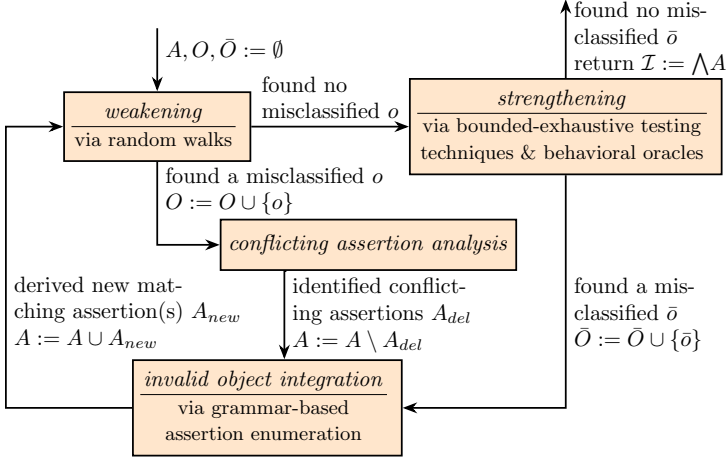 A, O, Ō := ∅
found no mis-
classified ō
return 𝓘 := ⋀ A
weakening
via random walks
found no
misclassified o
strengthening
via bounded-exhaustive testing
techniques & behavioral oracles
found a misclassified o
O := O ∪ {o}
conflicting assertion analysis
derived new mat-
ching assertion(s) A_new
A := A ∪ A_new
identified conflict-
ing assertions A_del
A := A \ A_del
found a mis-
classified ō
Ō := Ō ∪ {ō}
invalid object integration
via grammar-based
assertion enumeration